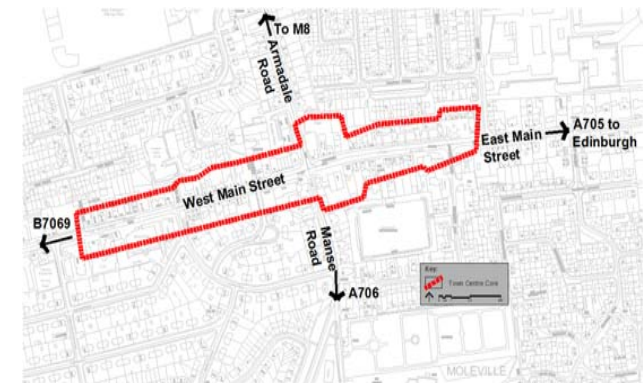 To M8
Armadale
Road
A705 to
Edinburgh
East Main
Street
West Main Street
B7069
Manse
Road
A706
Key
Town Centre Core
MOLEVILLE